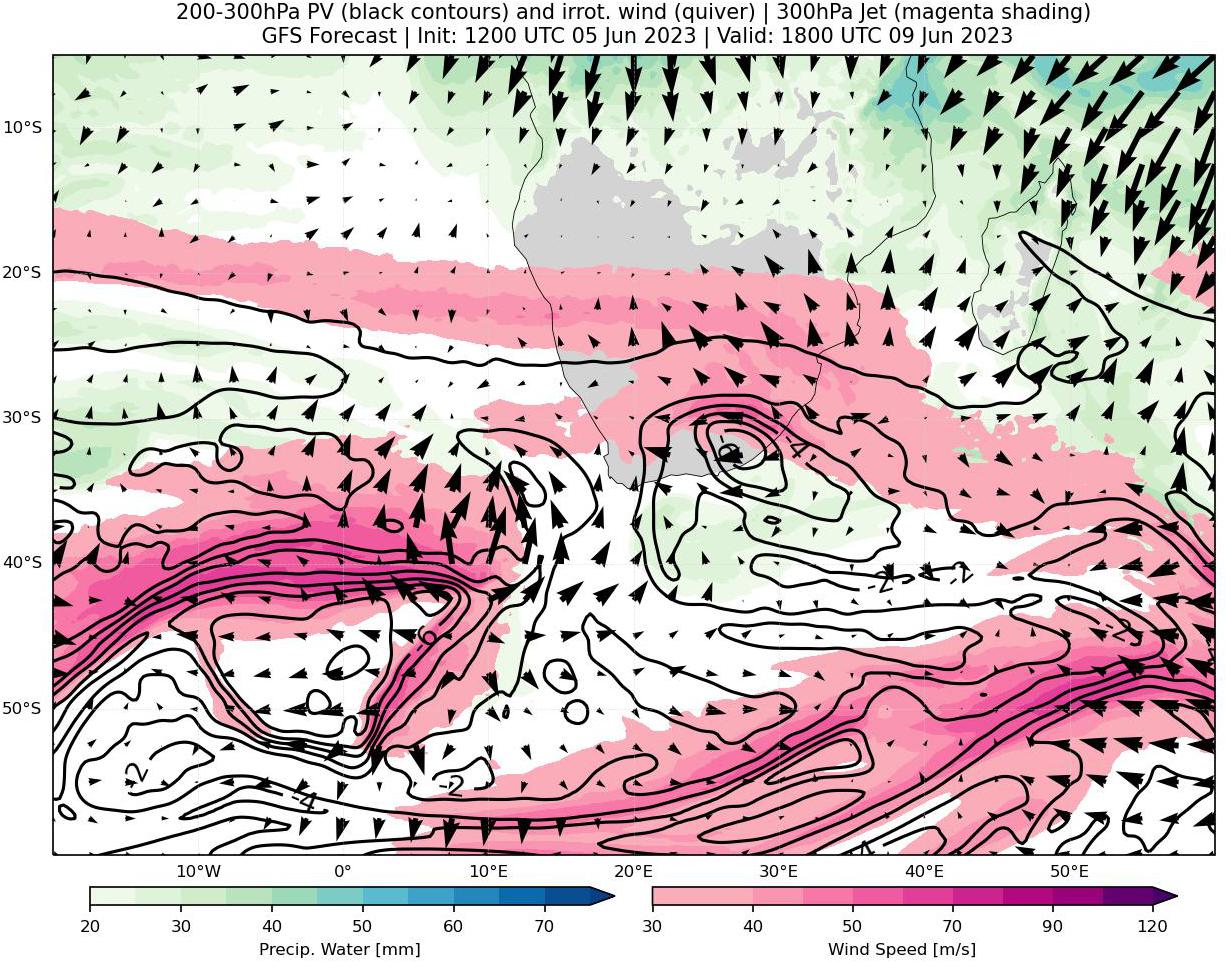 200-300hPa PV (black contours) and irrot. wind (quiver) | 300hPa Jet (magenta shading)
GFS Forecast | Init: 1200 UTC 05 Jun 2023 | Valid: 1800 UTC 09 Jun 2023
10°S
20°S
30°S
40°S
50°S
-4
-2
-2
-6
-2
-2
-2
-4
10°W 0° 10°E 20°E 30°E 40°E 50°E
20 30 40 50 60 70
Precip. Water [mm]
30 40 50 70 90 120
Wind Speed [m/s]